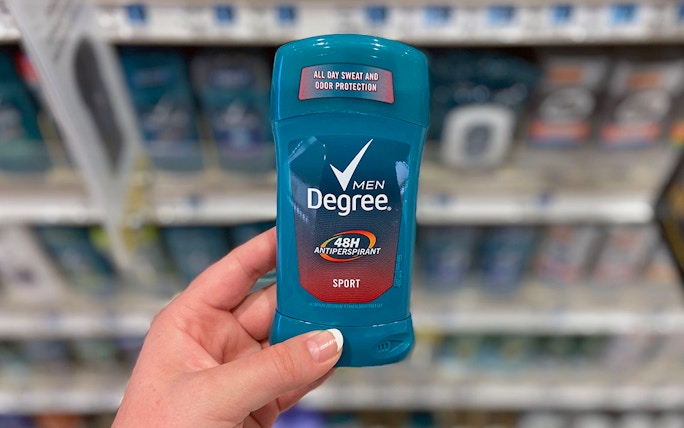 ALL DAY SWEAT AND
ODOR PROTECTION
MEN
Degree®
48H
ANTIPERSPIRANT
SPORT